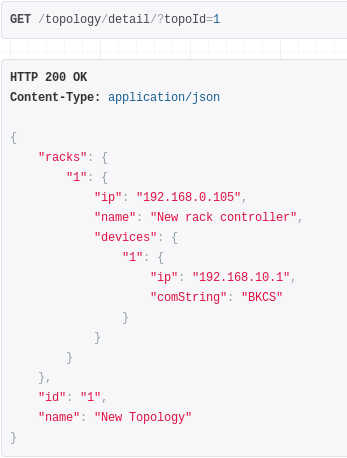 GET /topology/detail/?topoId=1
HTTP 200 OK
Content-Type: application/json
{
"racks": {
"1": {
"ip": "192.168.0.105",
"name": "New rack controller",
"devices": {
"1": {
"ip": "192.168.10.1",
"comString": "BKCS"
}
}
}
},
"id": "1",
"name": "New Topology"
}